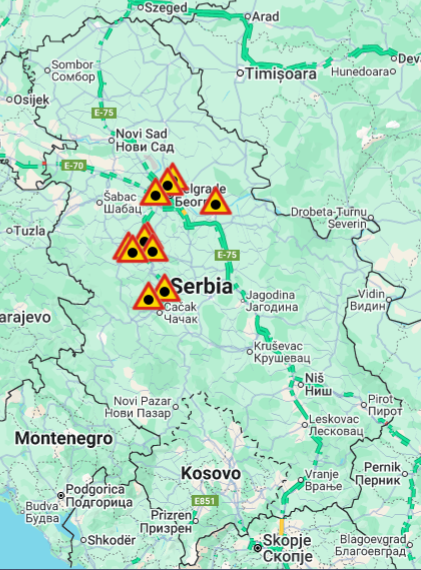 Szeged
Arad
Sombor
Сомбор
Timișoara
Hunedoara
Osijek
E-75
Novi Sad
Нови Сад
E-70
Šabac
Шабац
elgrade
Беог
Drobeta-Turnu
Severin
Tuzla
E-75
Serbia
Jagodina
Јагодина
Vidin
Видин
arajevo
Čačak
Чачак
Kruševac
Крушевац
Niš
Ниш
Novi Pazar
Нови Пазар
Pirot
Пирот
Leskovac
Лесковац
Montenegro
Kosovo
Vranje
Врање
Pernik
Перник
Podgorica
Подгорица
E851
Budva
Будва
Prizren
Призрен
Shkodër
Skopje
Скопје
Blagoevgrad
Благоевград